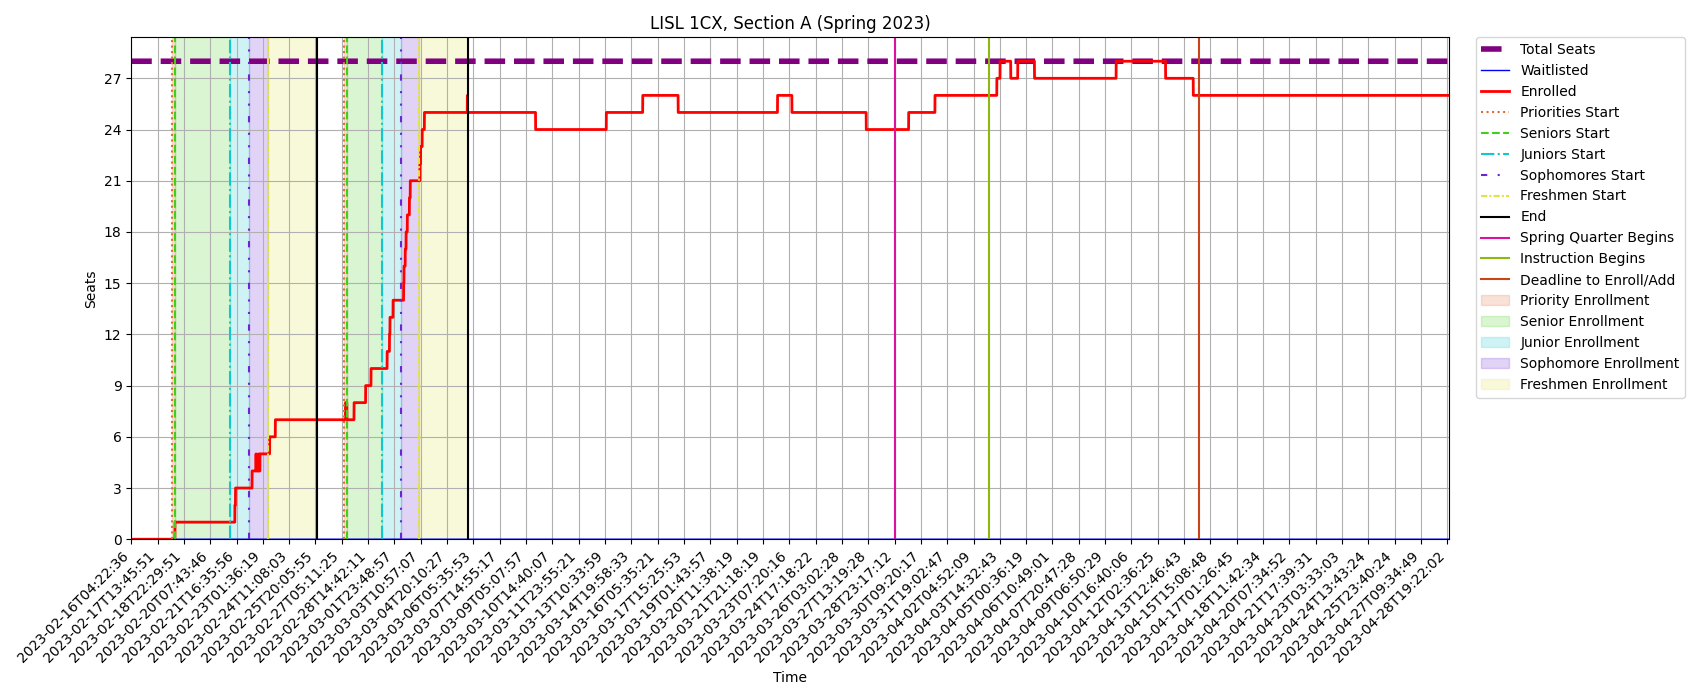 LISL 1CX, Section A (Spring 2023)
Seats
27
24
21
18
15
12
9
6
3
0
2023-02-16T04:22:36
2023-02-17T13:45:51
2023-02-18T22:29:51
2023-02-20T07:43:46
2023-02-21T16:35:56
2023-02-23T01:36:19
2023-02-24T11:08:03
2023-02-25T20:05:55
2023-02-27T05:11:25
2023-02-28T14:42:11
2023-03-01T23:48:57
2023-03-03T10:57:07
2023-03-04T20:10:27
2023-03-06T05:35:53
2023-03-07T14:55:17
2023-03-09T05:07:57
2023-03-10T14:40:07
2023-03-11T23:55:21
2023-03-13T10:33:59
2023-03-14T19:58:33
2023-03-16T05:35:21
2023-03-17T15:25:53
2023-03-19T01:43:57
2023-03-20T11:38:19
2023-03-21T21:18:19
2023-03-23T07:20:16
2023-03-24T17:18:22
2023-03-26T03:02:28
2023-03-27T13:19:28
2023-03-28T23:17:12
2023-03-30T09:20:17
2023-03-31T19:02:47
2023-04-02T04:52:09
2023-04-03T14:32:43
2023-04-05T00:36:19
2023-04-06T10:49:01
2023-04-07T20:47:28
2023-04-09T06:50:29
2023-04-10T16:40:06
2023-04-12T02:36:25
2023-04-13T12:46:43
2023-04-15T15:08:48
2023-04-17T01:26:45
2023-04-18T11:42:34
2023-04-20T07:34:52
2023-04-21T17:39:31
2023-04-23T03:33:03
2023-04-24T13:43:24
2023-04-25T23:40:24
2023-04-27T09:34:49
2023-04-28T19:22:02
Time
Total Seats
Waitlisted
Enrolled
Priorities Start
Seniors Start
Juniors Start
Sophomores Start
Freshmen Start
End
Spring Quarter Begins
Instruction Begins
Deadline to Enroll/Add
Priority Enrollment
Senior Enrollment
Junior Enrollment
Sophomore Enrollment
Freshmen Enrollment